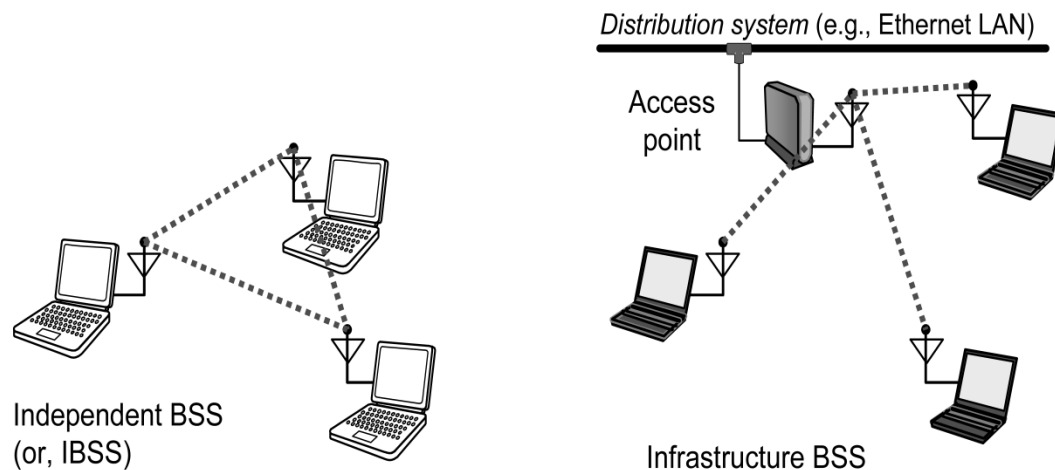 Distribution system (e.g., Ethernet LAN)
Access
point
Independent BSS
(or, IBSS)
Infrastructure BSS